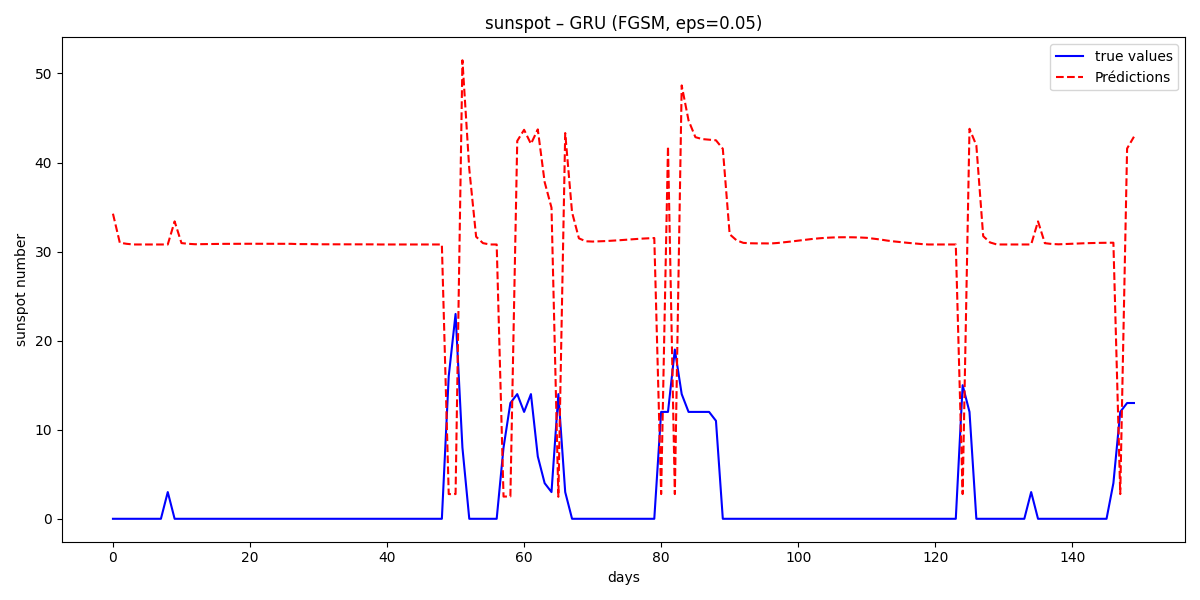 sunspot – GRU (FGSM, eps=0.05)
true values
Prédictions
50
40
30
20
10
0
sunspot number
0 20 40 60 80 100 120 140
days